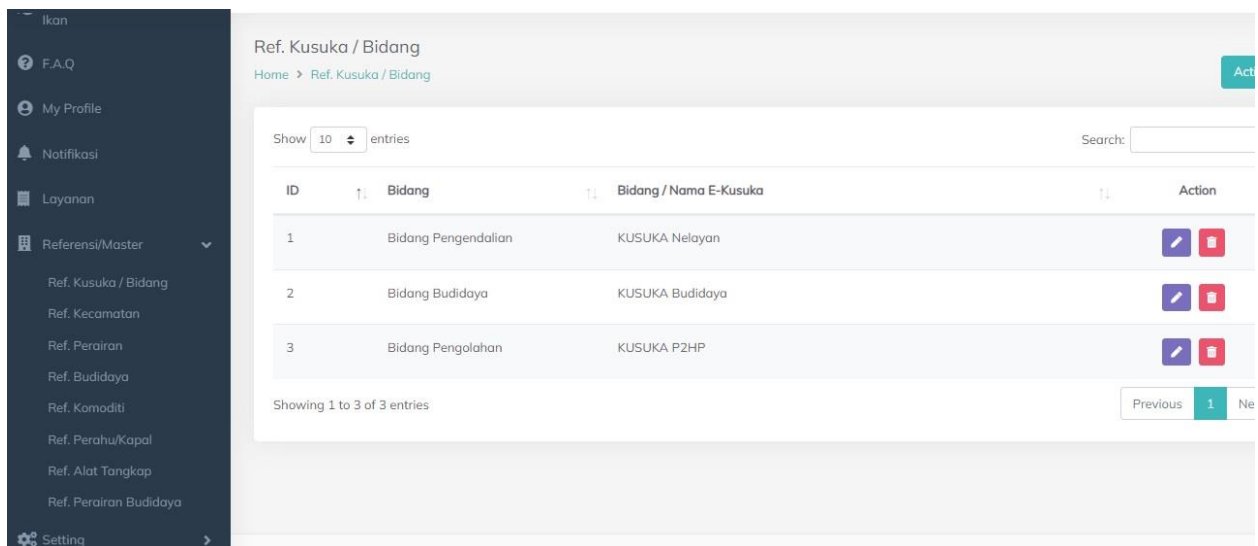 Ikan
F.A.Q
My Profile
Notifikasi
Layanan
Referensi/Master
Ref. Kusuka / Bidang
Ref. Kecamatan
Ref. Perairan
Ref. Budidaya
Ref. Komoditi
Ref. Perahu/Kapal
Ref. Alat Tangkap
Ref. Perairan Budidaya
Setting
Ref. Kusuka / Bidang
Home > Ref. Kusuka / Bidang
Acti
Show 10 entries Search:
ID Bidang Bidang / Nama E-Kusuka Action
1 Bidang Pengendalian KUSUKA Nelayan
2 Bidang Budidaya KUSUKA Budidaya
3 Bidang Pengolahan KUSUKA P2HP
Showing 1 to 3 of 3 entries Previous 1 Ne